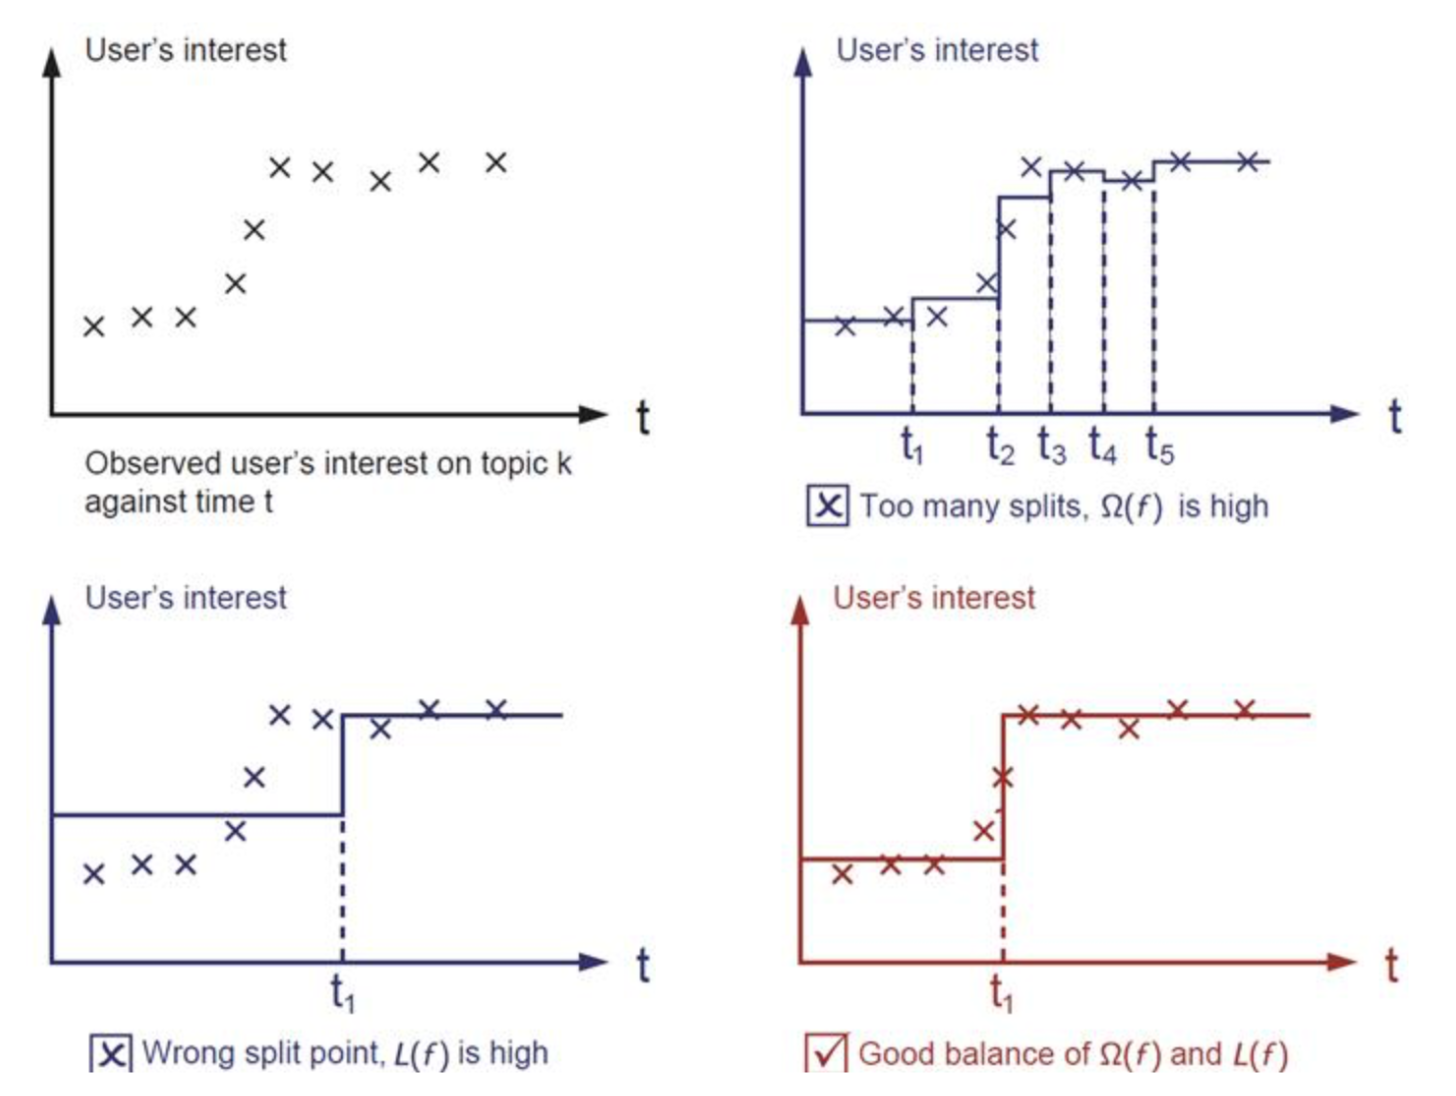 User's interest
t
Observed user's interest on topic k
against time t
User's interest
t
t₁ t₂ t₃ t₄ t₅
Too many splits, Ω(f) is high
User's interest
t
t₁
Wrong split point, L(f) is high
User's interest
t
t₁
Good balance of Ω(f) and L(f)